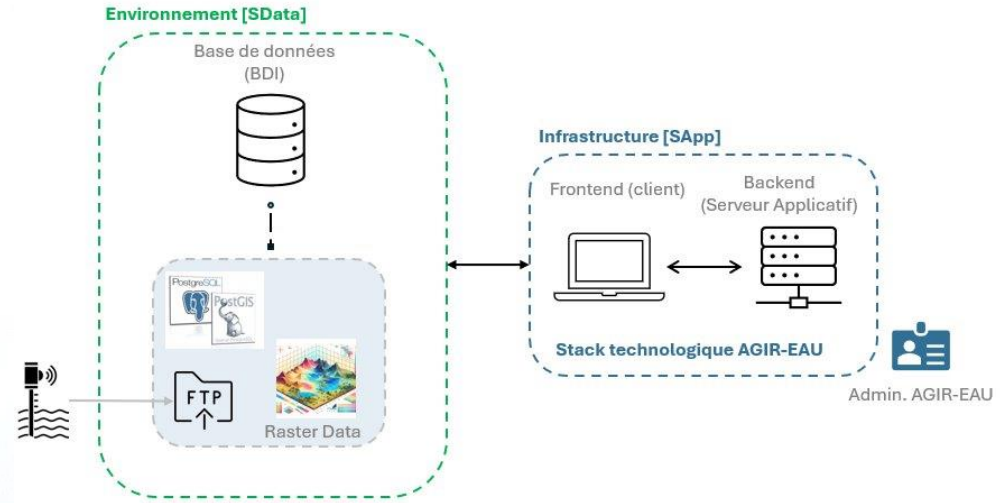 Environnement [SData]
Base de données
(BDI)
PostgreSQL
PostGIS
FTP
Raster Data
Infrastructure [SApp]
Frontend (client)
Backend
(Serveur Applicatif)
Stack technologique AGIR-EAU
Admin. AGIR-EAU